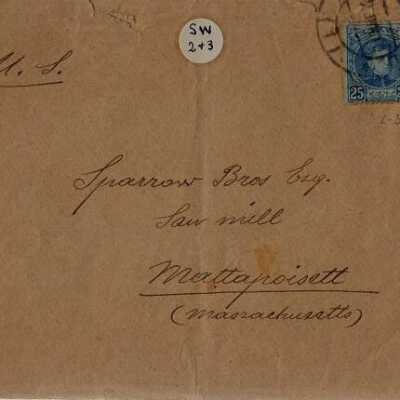 SW
2+3
U. S.
25
Sparrow Bros Esq.
Saw mill
Mattapoisett
(Massachusetts)